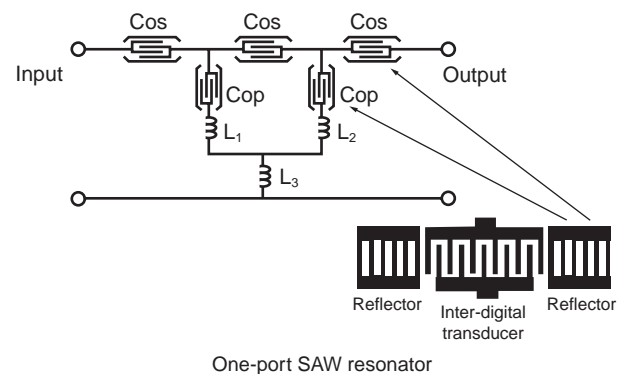 Cos Cos Cos
Input Output
Cop Cop
L₁ L₂
L₃
Reflector Inter-digital transducer Reflector
One-port SAW resonator